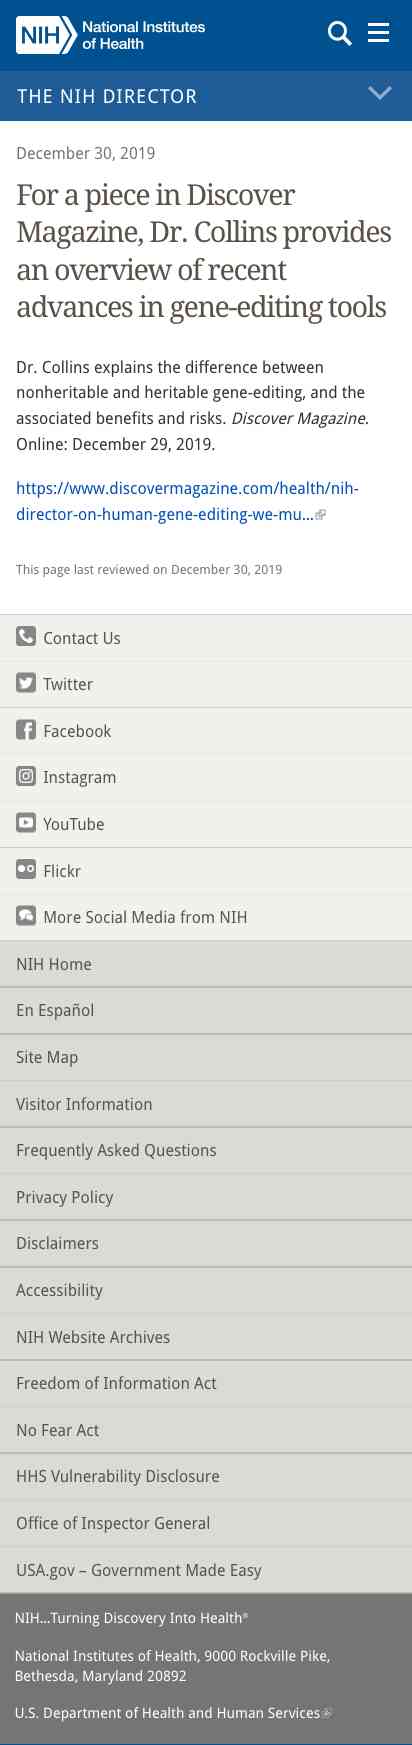 NIH National Institutes
of Health
THE NIH DIRECTOR
December 30, 2019
For a piece in Discover
Magazine, Dr. Collins provides
an overview of recent
advances in gene-editing tools
Dr. Collins explains the difference between
nonheritable and heritable gene-editing, and the
associated benefits and risks. Discover Magazine.
Online: December 29, 2019.
https://www.discovermagazine.com/health/nih-
director-on-human-gene-editing-we-mu...
This page last reviewed on December 30, 2019
Contact Us
Twitter
Facebook
Instagram
YouTube
Flickr
More Social Media from NIH
NIH Home
En Español
Site Map
Visitor Information
Frequently Asked Questions
Privacy Policy
Disclaimers
Accessibility
NIH Website Archives
Freedom of Information Act
No Fear Act
HHS Vulnerability Disclosure
Office of Inspector General
USA.gov – Government Made Easy
NIH...Turning Discovery Into Health®
National Institutes of Health, 9000 Rockville Pike,
Bethesda, Maryland 20892
U.S. Department of Health and Human Services